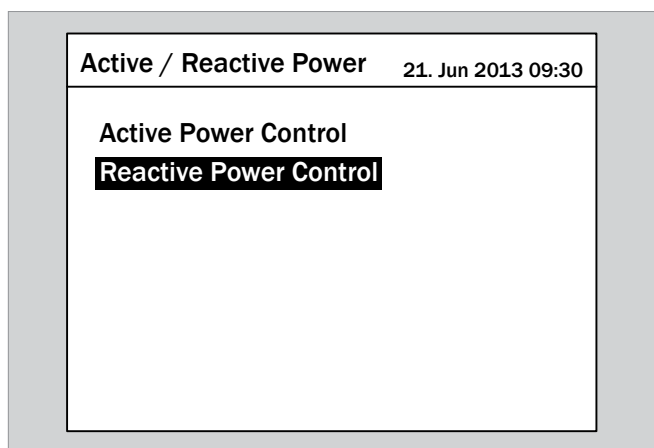 Active / Reactive Power 21. Jun 2013 09:30
Active Power Control
Reactive Power Control